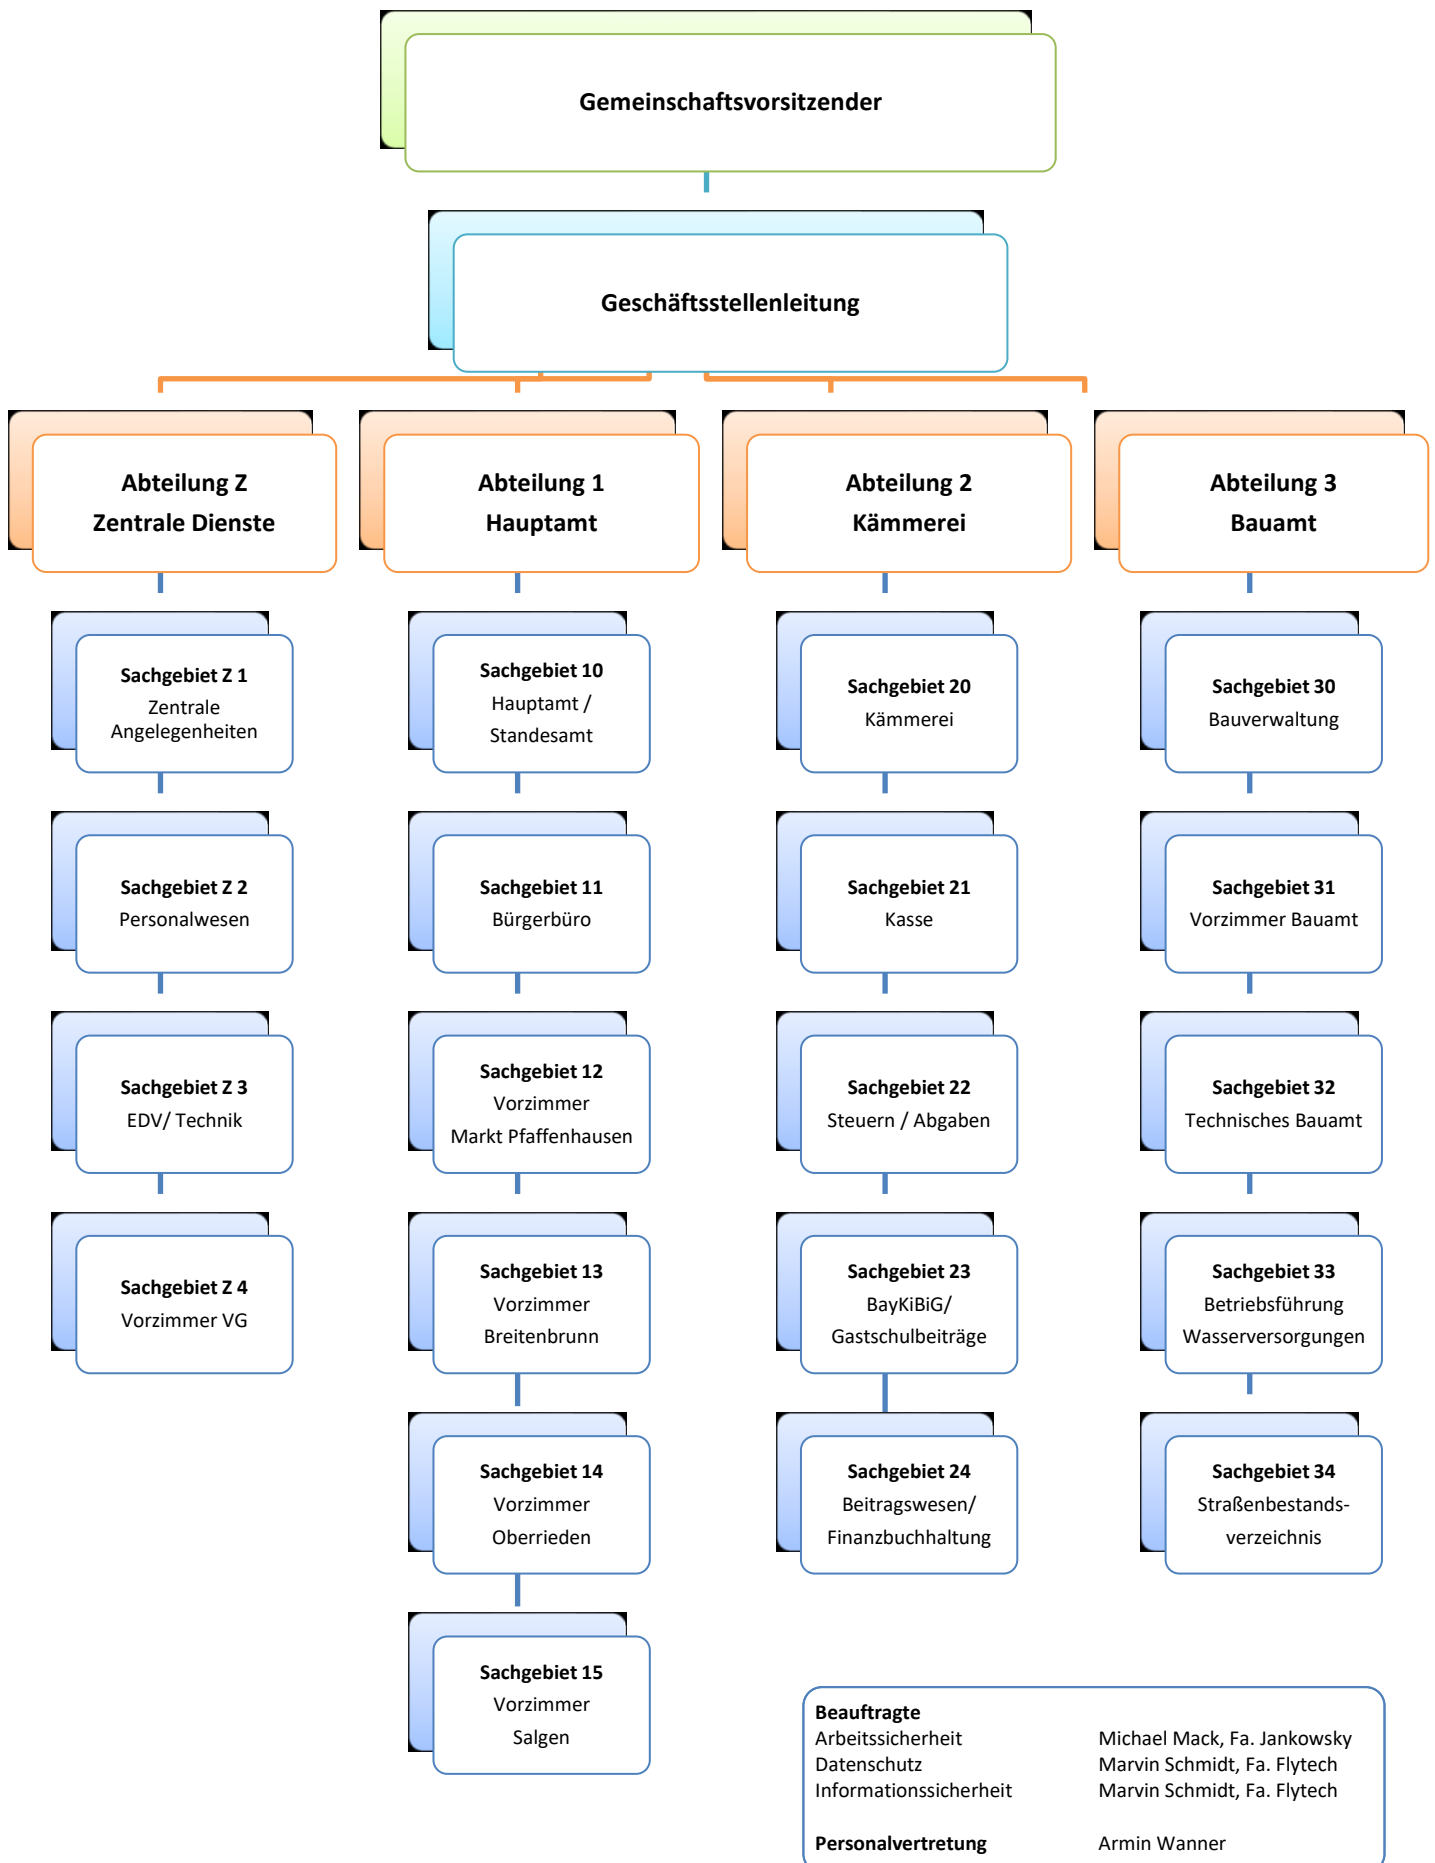 Gemeinschaftsvorsitzender
Geschäftsstellenleitung
Abteilung Z
Zentrale Dienste
Abteilung 1
Hauptamt
Abteilung 2
Kämmerei
Abteilung 3
Bauamt
Sachgebiet Z 1
Zentrale
Angelegenheiten
Sachgebiet 10
Hauptamt /
Standesamt
Sachgebiet 20
Kämmerei
Sachgebiet 30
Bauverwaltung
Sachgebiet Z 2
Personalwesen
Sachgebiet 11
Bürgerbüro
Sachgebiet 21
Kasse
Sachgebiet 31
Vorzimmer Bauamt
Sachgebiet Z 3
EDV/ Technik
Sachgebiet 12
Vorzimmer
Markt Pfaffenhausen
Sachgebiet 22
Steuern / Abgaben
Sachgebiet 32
Technisches Bauamt
Sachgebiet Z 4
Vorzimmer VG
Sachgebiet 13
Vorzimmer
Breitenbrunn
Sachgebiet 23
BayKiBiG/
Gastschulbeiträge
Sachgebiet 33
Betriebsführung
Wasserversorgungen
Sachgebiet 14
Vorzimmer
Oberrieden
Sachgebiet 24
Beitragswesen/
Finanzbuchhaltung
Sachgebiet 34
Straßenbestands-
verzeichnis
Sachgebiet 15
Vorzimmer
Salgen
Beauftragte
Arbeitssicherheit Michael Mack, Fa. Jankowsky
Datenschutz Marvin Schmidt, Fa. Flytech
Informationssicherheit Marvin Schmidt, Fa. Flytech
Personalvertretung Armin Wanner